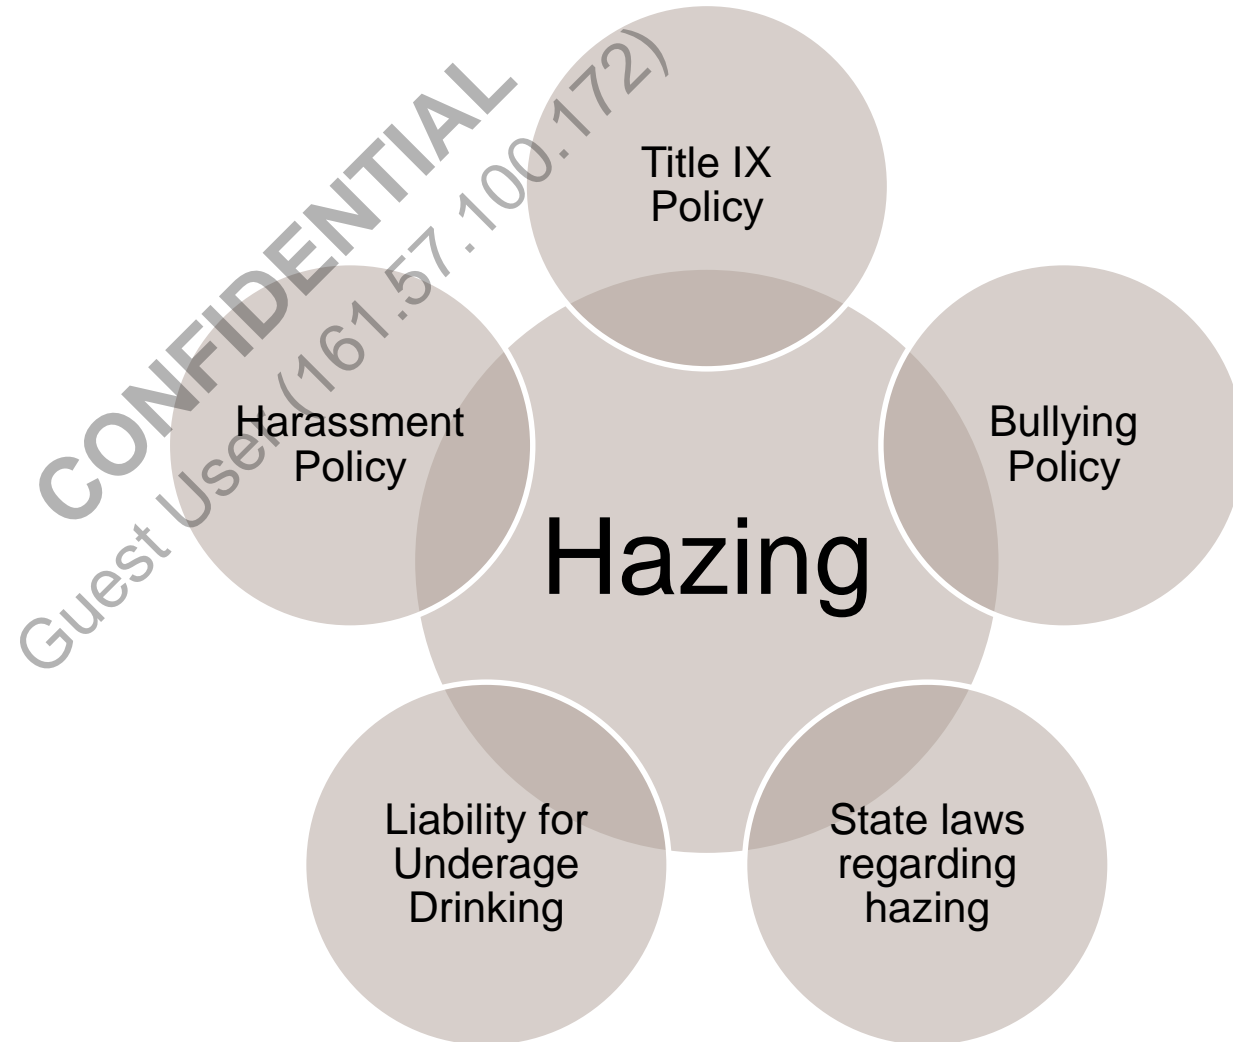 CONFIDENTIAL
Guest User (161.57.100.172)
Title IX
Policy
Harassment
Policy
Bullying
Policy
Hazing
Liability for
Underage
Drinking
State laws
regarding
hazing